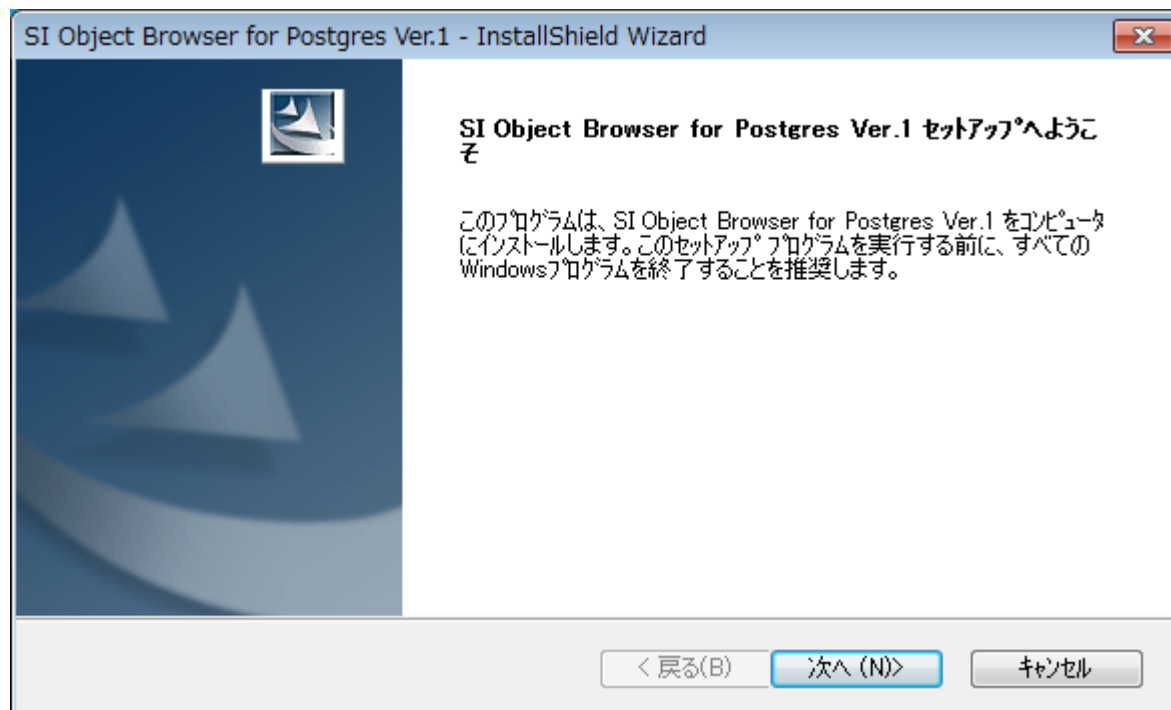 SI Object Browser for Postgres Ver.1 - InstallShield Wizard
SI Object Browser for Postgres Ver.1 ｾｯﾄｱｯﾌﾟへようこ
そ
このﾌﾟﾛｸﾞﾗﾑは、SI Object Browser for Postgres Ver.1 をｺﾝﾋﾟｭｰﾀ
にｲﾝｽﾄｰﾙします。このｾｯﾄｱｯﾌﾟ ﾌﾟﾛｸﾞﾗﾑを実行する前に、すべての
Windowsﾌﾟﾛｸﾞﾗﾑを終了することを推奨します。
< 戻る(B)
次へ (N)>
ｷｬﾝｾﾙ